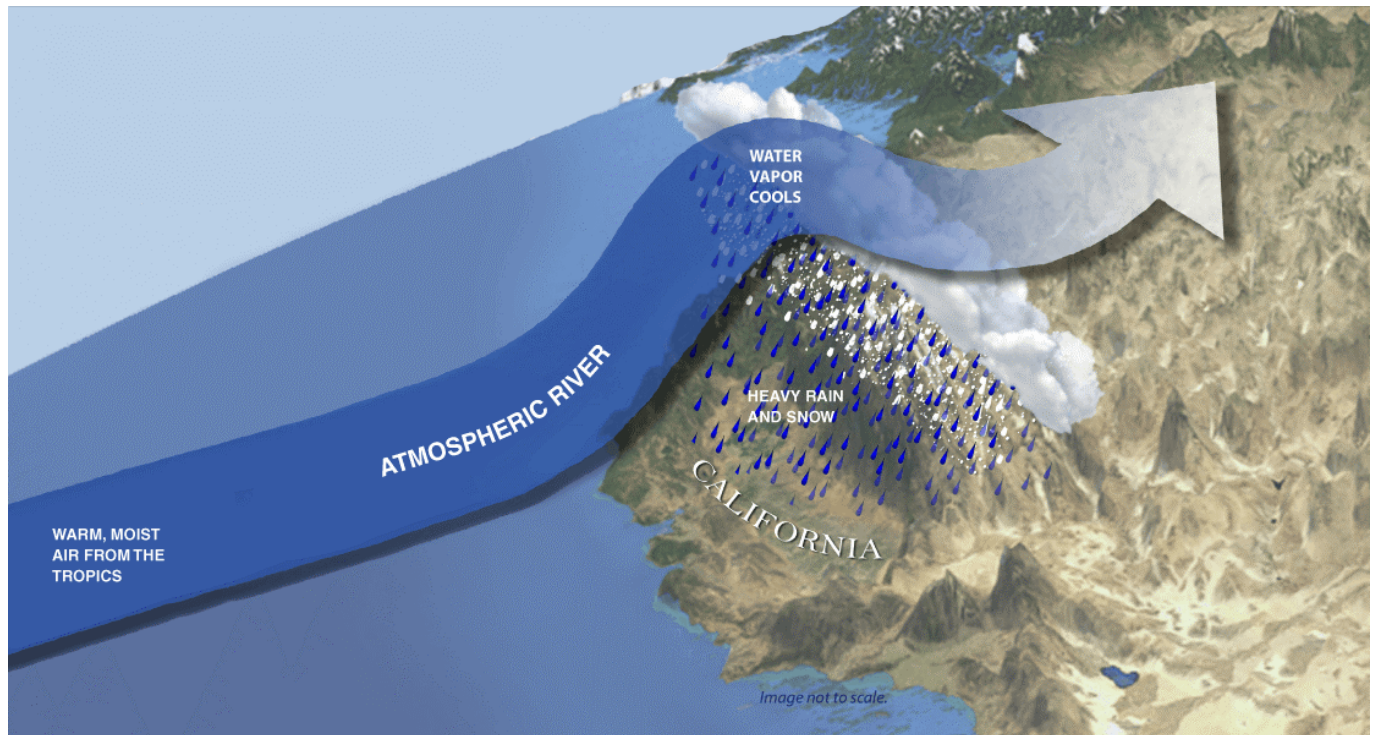 WATER
VAPOR
COOLS
ATMOSPHERIC RIVER
HEAVY RAIN
AND SNOW
CALIFORNIA
WARM, MOIST
AIR FROM THE
TROPICS
Image not to scale.